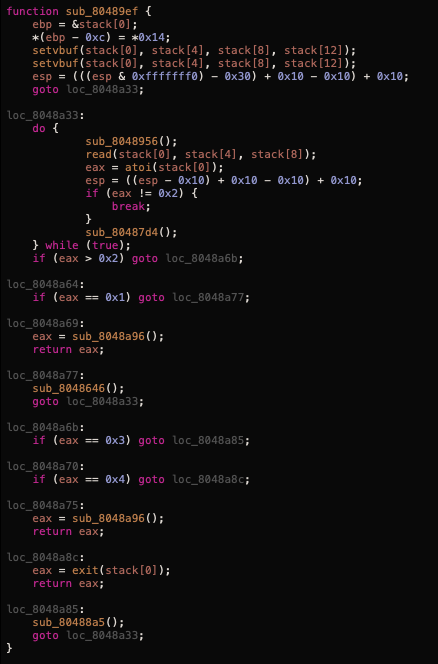 function sub_80489ef {
    ebp = &stack[0];
    *(ebp - 0xc) = *0x14;
    setvbuf(stack[0], stack[4], stack[8], stack[12]);
    setvbuf(stack[0], stack[4], stack[8], stack[12]);
    esp = (((esp & 0xfffffff0) - 0x30) + 0x10 - 0x10) + 0x10;
    goto loc_8048a33;

loc_8048a33:
    do {
            sub_8048956();
            read(stack[0], stack[4], stack[8]);
            eax = atoi(stack[0]);
            esp = ((esp - 0x10) + 0x10 - 0x10) + 0x10;
            if (eax != 0x2) {
                break;
            }
            sub_80487d4();
    } while (true);
    if (eax > 0x2) goto loc_8048a6b;

loc_8048a64:
    if (eax == 0x1) goto loc_8048a77;

loc_8048a69:
    eax = sub_8048a96();
    return eax;

loc_8048a77:
    sub_8048646();
    goto loc_8048a33;

loc_8048a6b:
    if (eax == 0x3) goto loc_8048a85;

loc_8048a70:
    if (eax == 0x4) goto loc_8048a8c;

loc_8048a75:
    eax = sub_8048a96();
    return eax;

loc_8048a8c:
    eax = exit(stack[0]);
    return eax;

loc_8048a85:
    sub_80488a5();
    goto loc_8048a33;
}